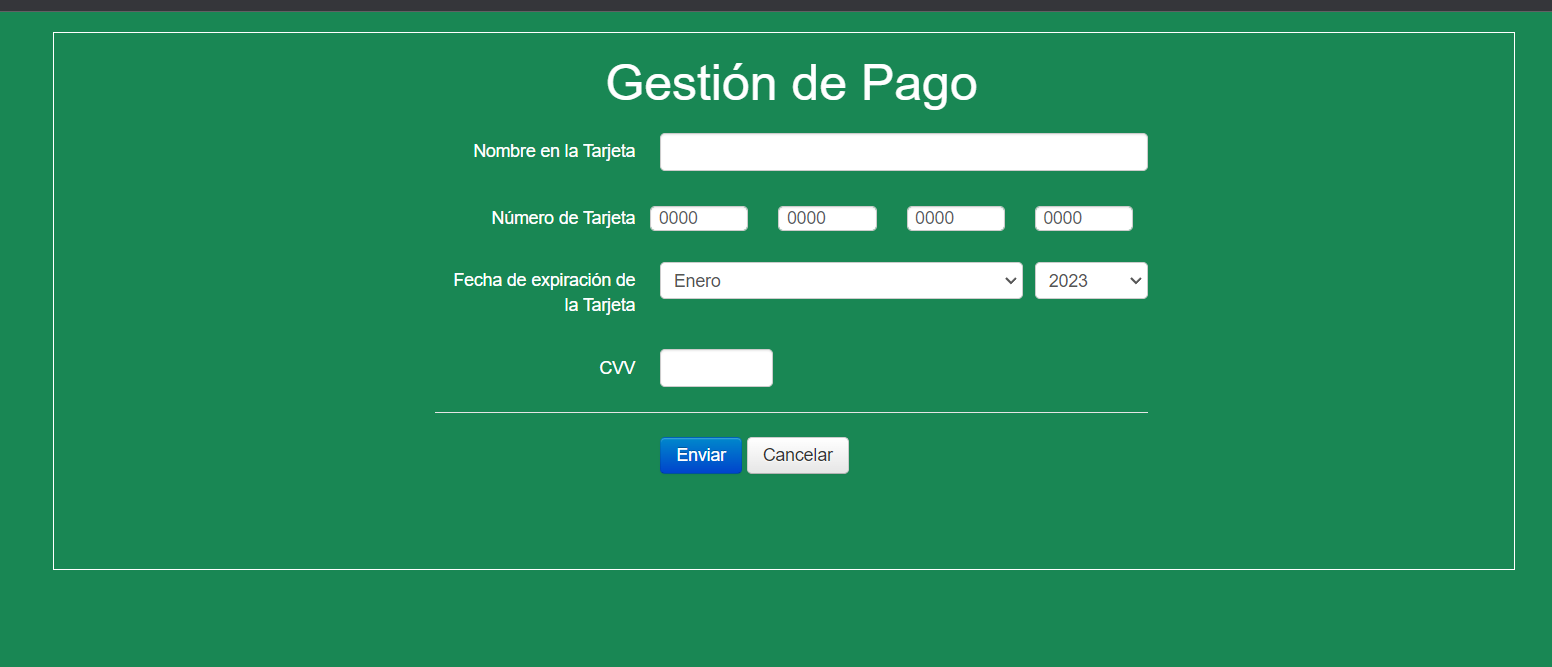 Gestión de Pago
Nombre en la Tarjeta
Número de Tarjeta 0000 0000 0000 0000
Fecha de expiración de Enero 2023
la Tarjeta
CVV
Enviar Cancelar